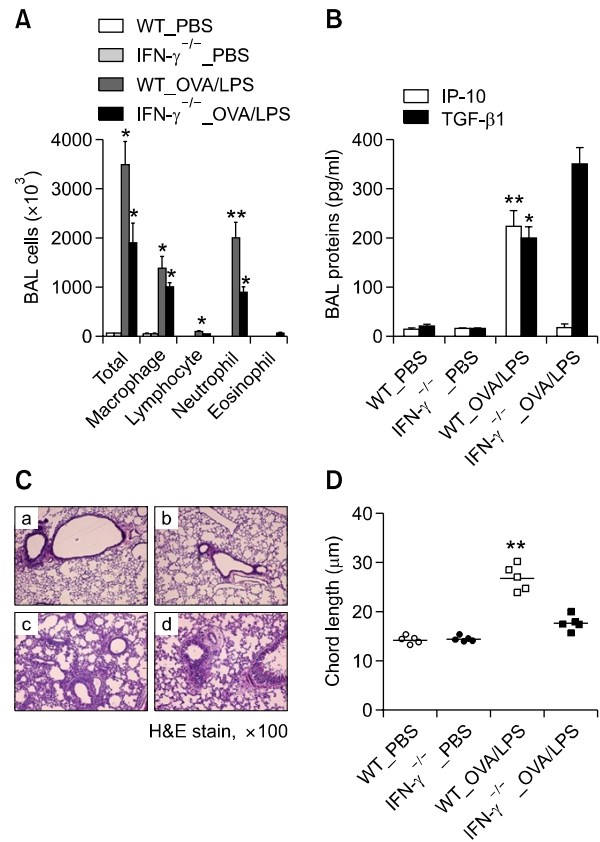 A
WT_PBS
IFN-γ−/−_PBS
WT_OVA/LPS
IFN-γ−/−_OVA/LPS
BAL cells (×10³)
4000
3000
2000
1000
0
*
*
*
*
*
**
*
Total
Macrophage
Lymphocyte
Neutrophil
Eosinophil
B
IP-10
TGF-β1
BAL proteins (pg/ml)
400
300
200
100
0
**
*
WT_PBS
IFN-γ−/−_PBS
WT_OVA/LPS
IFN-γ−/−_OVA/LPS
C
a
b
c
d
H&E stain, ×100
D
Chord length (μm)
40
30
20
10
0
**
WT_PBS
IFN-γ−/−_PBS
WT_OVA/LPS
IFN-γ−/−_OVA/LPS